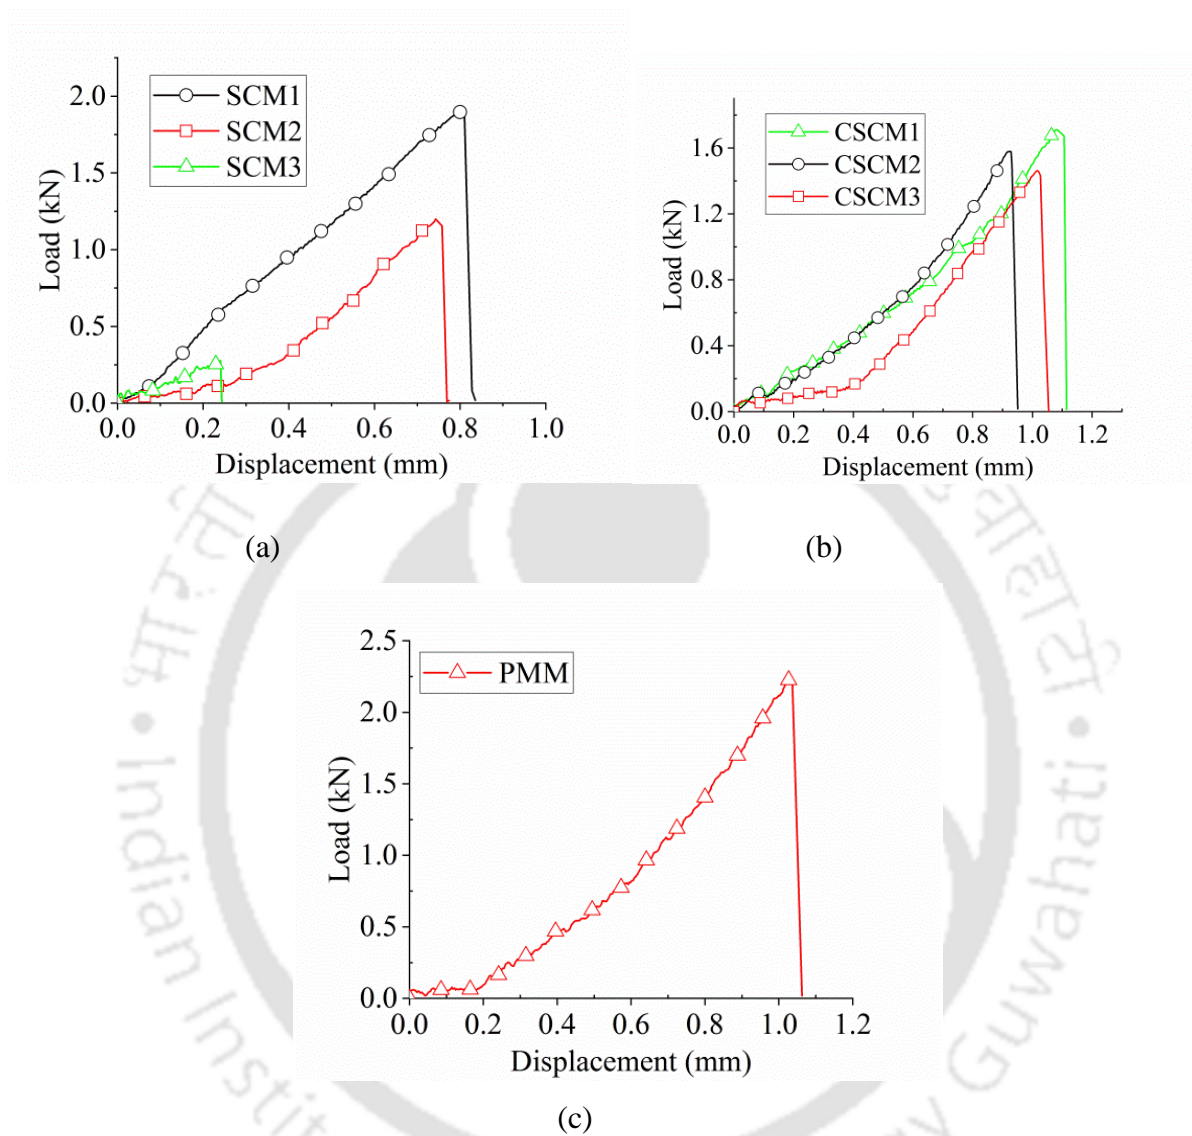 SCM1
SCM2
SCM3
Load (kN)
2.0
1.5
1.0
0.5
0.0
0.0 0.2 0.4 0.6 0.8 1.0
Displacement (mm)
(a)
CSCM1
CSCM2
CSCM3
Load (kN)
1.6
1.2
0.8
0.4
0.0
0.0 0.2 0.4 0.6 0.8 1.0 1.2
Displacement (mm)
(b)
PMM
Load (kN)
2.5
2.0
1.5
1.0
0.5
0.0
0.0 0.2 0.4 0.6 0.8 1.0 1.2
Displacement (mm)
(c)
Indian Instit
Guwahati